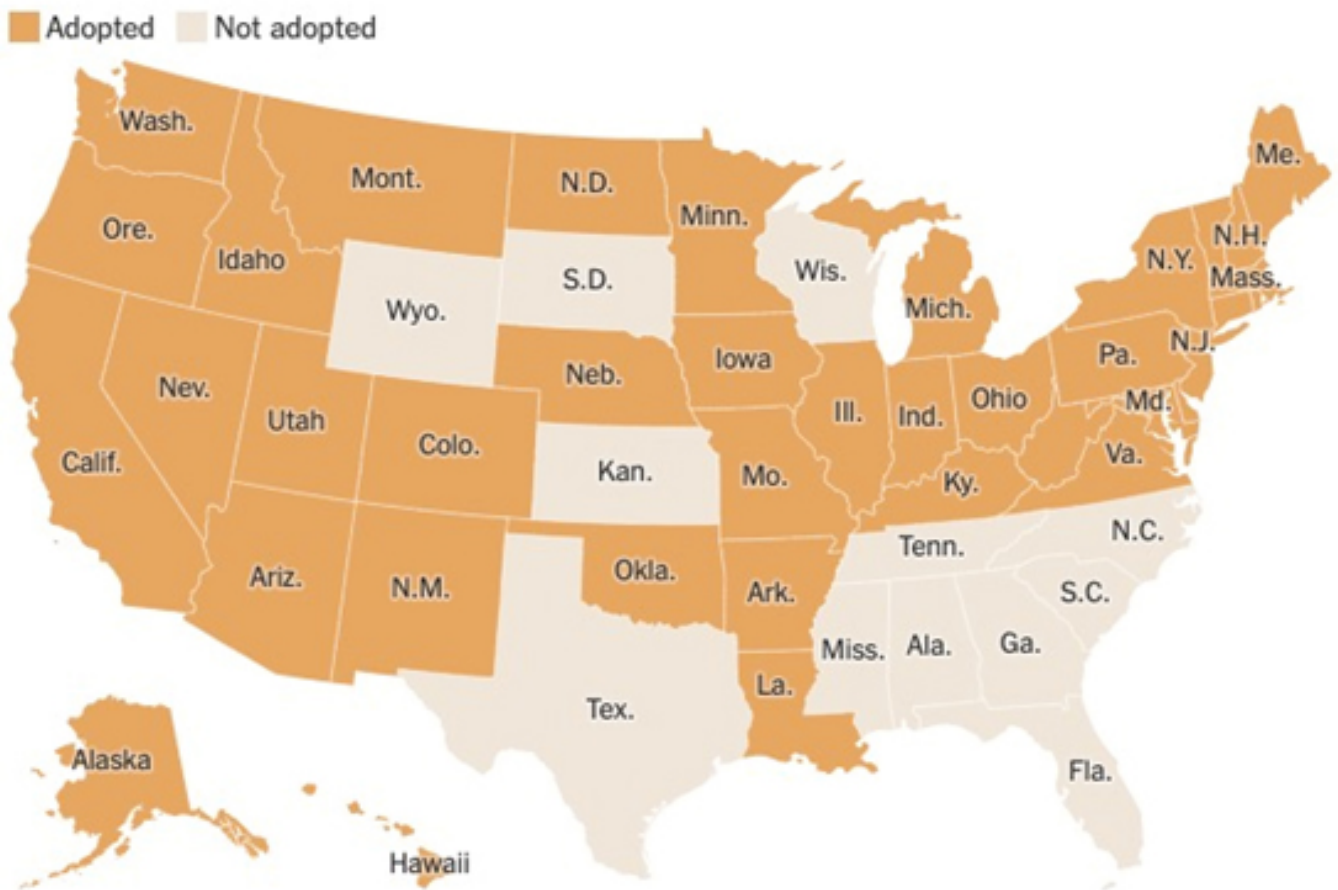 Adopted Not adopted
Wash.
Me.
Mont.
N.D.
Minn.
Ore.
N.H.
Idaho
N.Y.
Wis.
Mass.
S.D.
Wyo.
Mich.
N.J.
Pa.
Iowa
Neb.
Nev.
Ohio
Md.
Ill.
Ind.
Utah
Colo.
Va.
Calif.
Kan.
Mo.
Ky.
N.C.
Tenn.
Okla.
Ariz.
N.M.
Ark.
S.C.
Miss.
Ala.
Ga.
La.
Tex.
Alaska
Fla.
Hawaii